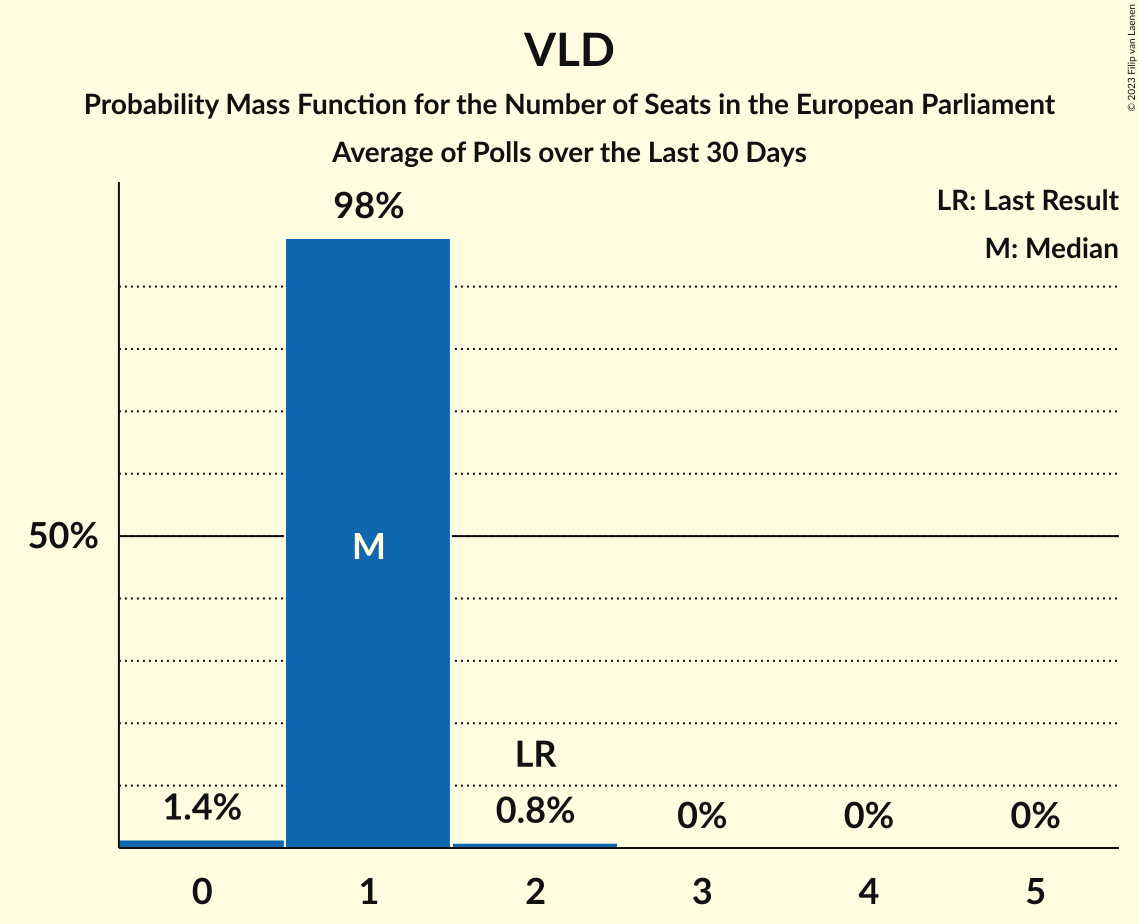 VLD
Probability Mass Function for the Number of Seats in the European Parliament
Average of Polls over the Last 30 Days
© 2023 Filip van Laenen
LR: Last Result
M: Median
98%
50%
M
LR
1.4%
0.8%
0%
0%
0%
0 1 2 3 4 5